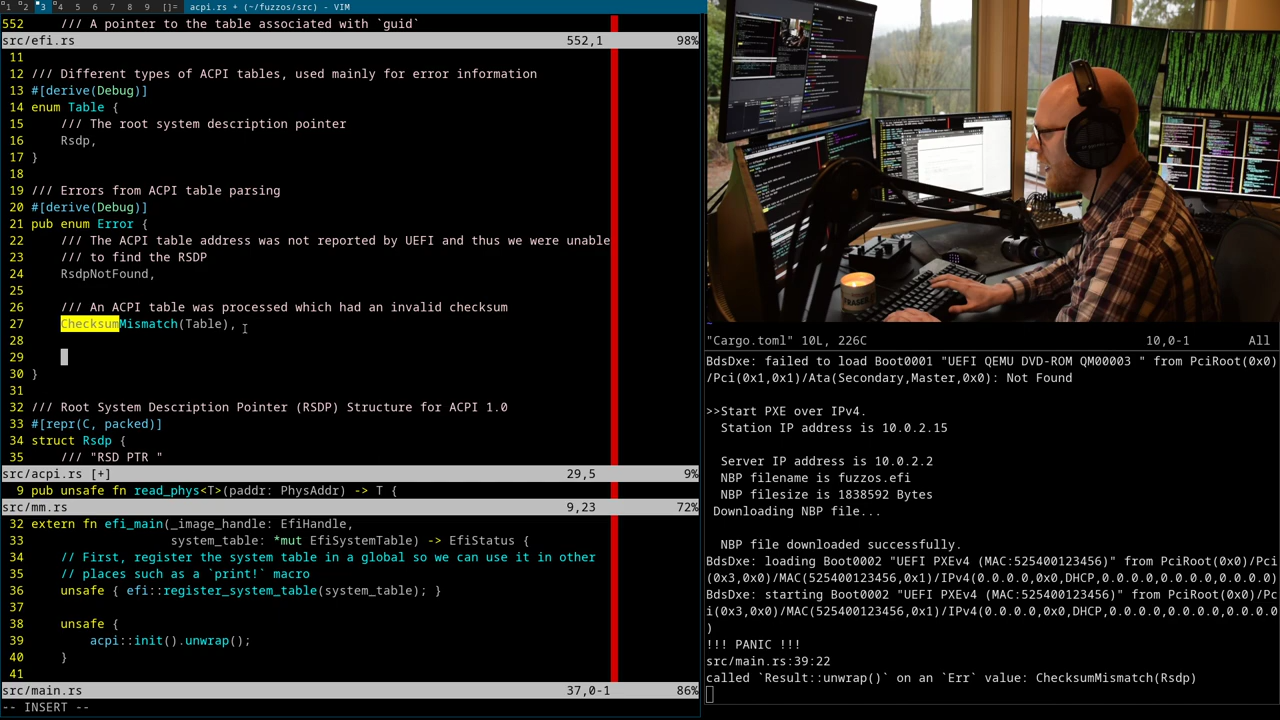 1 2 3 4 5 6 7 8 9 []= acpi.rs + (~/fuzzos/src) - VIM
552     /// A pointer to the table associated with `guid`
src/efi.rs 552,1 98%
11
12 /// Different types of ACPI tables, used mainly for error information
13 #[derive(Debug)]
14 enum Table {
15     /// The root system description pointer
16     Rsdp,
17 }
18
19 /// Errors from ACPI table parsing
20 #[derive(Debug)]
21 pub enum Error {
22     /// The ACPI table address was not reported by UEFI and thus we were unable
23     /// to find the RSDP
24     RsdpNotFound,
25
26     /// An ACPI table was processed which had an invalid checksum
27     ChecksumMismatch(Table),
28
29
30 }
31
32 /// Root System Description Pointer (RSDP) Structure for ACPI 1.0
33 #[repr(C, packed)]
34 struct Rsdp {
35     /// "RSD PTR "
src/acpi.rs [+] 29,5 9%
9 pub unsafe fn read_phys<T>(paddr: PhysAddr) -> T {
src/mm.rs 9,23 72%
32 extern fn efi_main(_image_handle: EfiHandle,
33                    system_table: *mut EfiSystemTable) -> EfiStatus {
34     // First, register the system table in a global so we can use it in other
35     // places such as a `print!` macro
36     unsafe { efi::register_system_table(system_table); }
37
38     unsafe {
39         acpi::init().unwrap();
40     }
41
src/main.rs 37,0-1 86%
-- INSERT --
FRASER
"Cargo.toml" 10L, 226C 10,0-1 All
BdsDxe: failed to load Boot0001 "UEFI QEMU DVD-ROM QM00003 " from PciRoot(0x0)
/Pci(0x1,0x1)/Ata(Secondary,Master,0x0): Not Found
>>Start PXE over IPv4.
Station IP address is 10.0.2.15
Server IP address is 10.0.2.2
NBP filename is fuzzos.efi
NBP filesize is 1838592 Bytes
Downloading NBP file...
NBP file downloaded successfully.
BdsDxe: loading Boot0002 "UEFI PXEv4 (MAC:525400123456)" from PciRoot(0x0)/Pci
(0x3,0x0)/MAC(525400123456,0x1)/IPv4(0.0.0.0,0x0,DHCP,0.0.0.0,0.0.0.0,0.0.0.0)
BdsDxe: starting Boot0002 "UEFI PXEv4 (MAC:525400123456)" from PciRoot(0x0)/Pc
i(0x3,0x0)/MAC(525400123456,0x1)/IPv4(0.0.0.0,0x0,DHCP,0.0.0.0,0.0.0.0,0.0.0.0
)
!!! PANIC !!!
src/main.rs:39:22
called `Result::unwrap()` on an `Err` value: ChecksumMismatch(Rsdp)